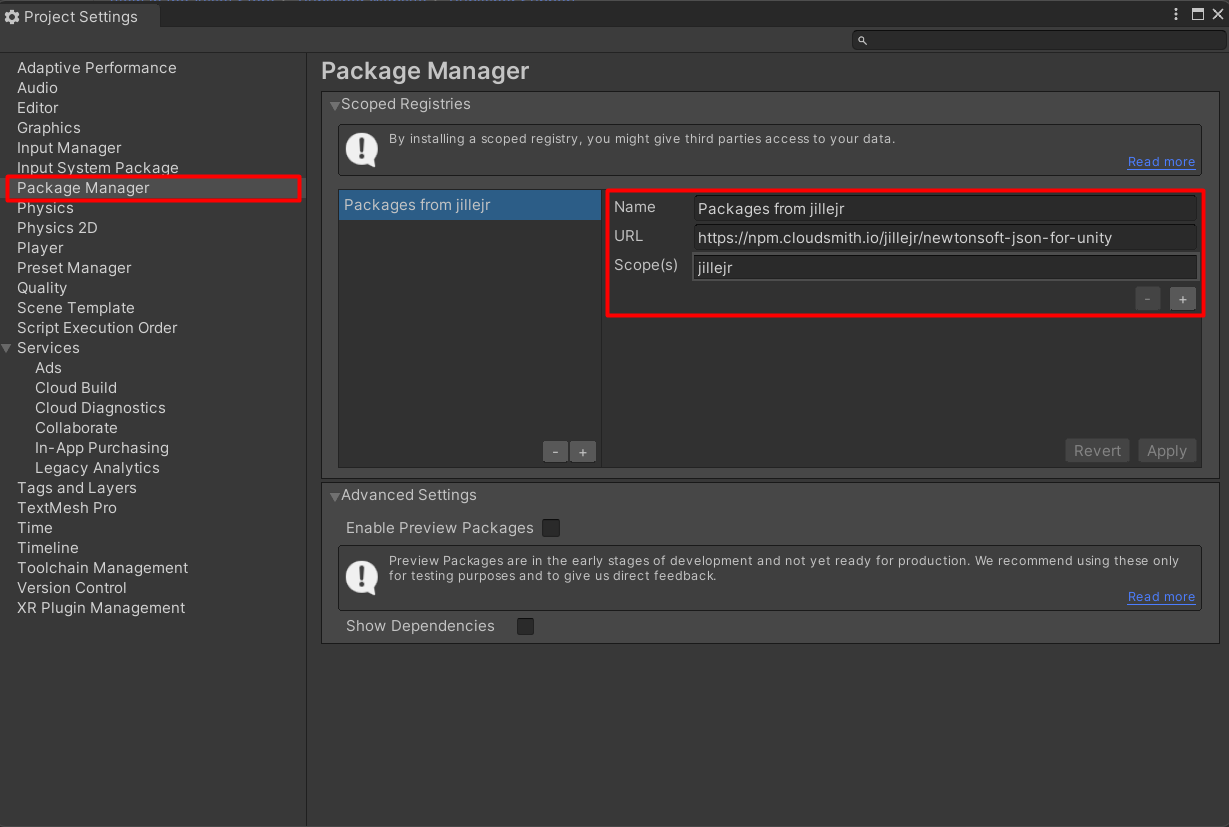 Project Settings
Adaptive Performance
Audio
Editor
Graphics
Input Manager
Input System Package
Package Manager
Physics
Physics 2D
Player
Preset Manager
Quality
Scene Template
Script Execution Order
Services
Ads
Cloud Build
Cloud Diagnostics
Collaborate
In-App Purchasing
Legacy Analytics
Tags and Layers
TextMesh Pro
Time
Timeline
Toolchain Management
Version Control
XR Plugin Management
Package Manager
Scoped Registries
By installing a scoped registry, you might give third parties access to your data.
Read more
Packages from jillejr
- +
Name Packages from jillejr
URL https://npm.cloudsmith.io/jillejr/newtonsoft-json-for-unity
Scope(s) jillejr
- +
Revert Apply
Advanced Settings
Enable Preview Packages
Preview Packages are in the early stages of development and not yet ready for production. We recommend using these only
for testing purposes and to give us direct feedback.
Read more
Show Dependencies